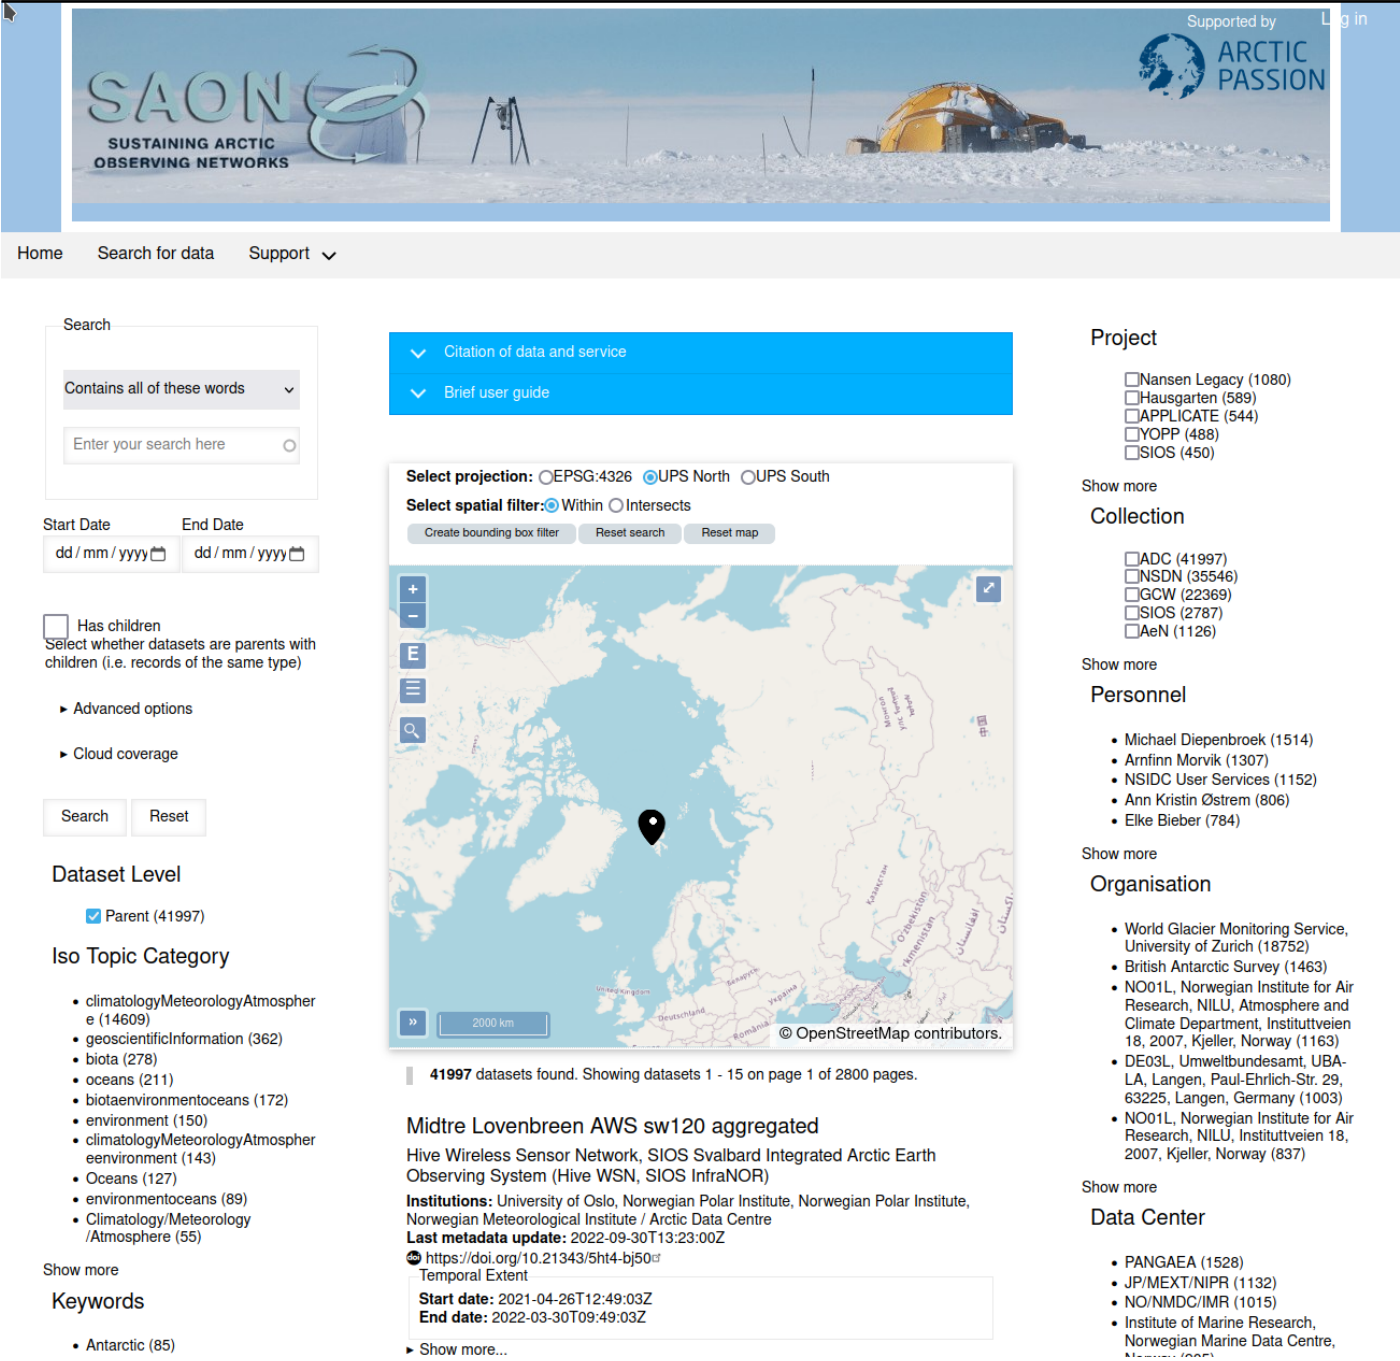 Supported by
Log in
ARCTIC
PASSION
SAON
SUSTAINING ARCTIC
OBSERVING NETWORKS
Home
Search for data
Support
Search
Contains all of these words
Enter your search here
Start Date
End Date
dd / mm / yyyy
dd / mm / yyyy
Has children
Select whether datasets are parents with
children (i.e. records of the same type)
▸ Advanced options
▸ Cloud coverage
Search
Reset
Dataset Level
Parent (41997)
Iso Topic Category
• climatologyMeteorologyAtmospher
e (14609)
• geoscientificInformation (362)
• biota (278)
• oceans (211)
• biotaenvironmentoceans (172)
• environment (150)
• climatologyMeteorologyAtmospher
eenvironment (143)
• Oceans (127)
• environmentoceans (89)
• Climatology/Meteorology
/Atmosphere (55)
Show more
Keywords
• Antarctic (85)
Citation of data and service
Brief user guide
Select projection: EPSG:4326 UPS North UPS South
Select spatial filter: Within Intersects
Create bounding box filter
Reset search
Reset map
+
−
E
»
2000 km
Монгол
улс
Қазақстан
O'zbekiston
افغانستان
United Kingdom
Deutschland
Беларусь
Україна
România
© OpenStreetMap contributors.
41997 datasets found. Showing datasets 1 - 15 on page 1 of 2800 pages.
Midtre Lovenbreen AWS sw120 aggregated
Hive Wireless Sensor Network, SIOS Svalbard Integrated Arctic Earth
Observing System (Hive WSN, SIOS InfraNOR)
Institutions: University of Oslo, Norwegian Polar Institute, Norwegian Polar Institute,
Norwegian Meteorological Institute / Arctic Data Centre
Last metadata update: 2022-09-30T13:23:00Z
doi https://doi.org/10.21343/5ht4-bj50
Temporal Extent
Start date: 2021-04-26T12:49:03Z
End date: 2022-03-30T09:49:03Z
▸ Show more...
Project
Nansen Legacy (1080)
Hausgarten (589)
APPLICATE (544)
YOPP (488)
SIOS (450)
Show more
Collection
ADC (41997)
NSDN (35546)
GCW (22369)
SIOS (2787)
AeN (1126)
Show more
Personnel
• Michael Diepenbroek (1514)
• Arnfinn Morvik (1307)
• NSIDC User Services (1152)
• Ann Kristin Østrem (806)
• Elke Bieber (784)
Show more
Organisation
• World Glacier Monitoring Service,
University of Zurich (18752)
• British Antarctic Survey (1463)
• NO01L, Norwegian Institute for Air
Research, NILU, Atmosphere and
Climate Department, Instituttveien
18, 2007, Kjeller, Norway (1163)
• DE03L, Umweltbundesamt, UBA-
LA, Langen, Paul-Ehrlich-Str. 29,
63225, Langen, Germany (1003)
• NO01L, Norwegian Institute for Air
Research, NILU, Instituttveien 18,
2007, Kjeller, Norway (837)
Show more
Data Center
• PANGAEA (1528)
• JP/MEXT/NIPR (1132)
• NO/NMDC/IMR (1015)
• Institute of Marine Research,
Norwegian Marine Data Centre,